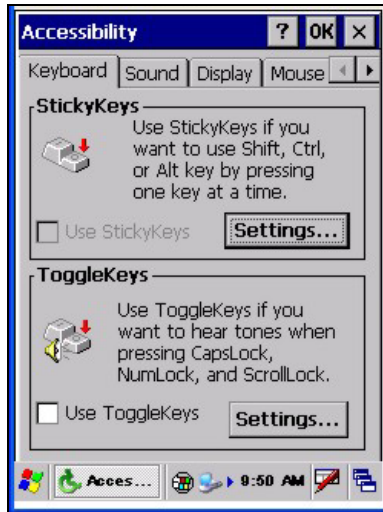 Accessibility ? OK ×
Keyboard Sound Display Mouse
StickyKeys
Use StickyKeys if you
want to use Shift, Ctrl,
or Alt key by pressing
one key at a time.
Use StickyKeys Settings...
ToggleKeys
Use ToggleKeys if you
want to hear tones when
pressing CapsLock,
NumLock, and ScrollLock.
Use ToggleKeys Settings...
Acces... 9:50 AM